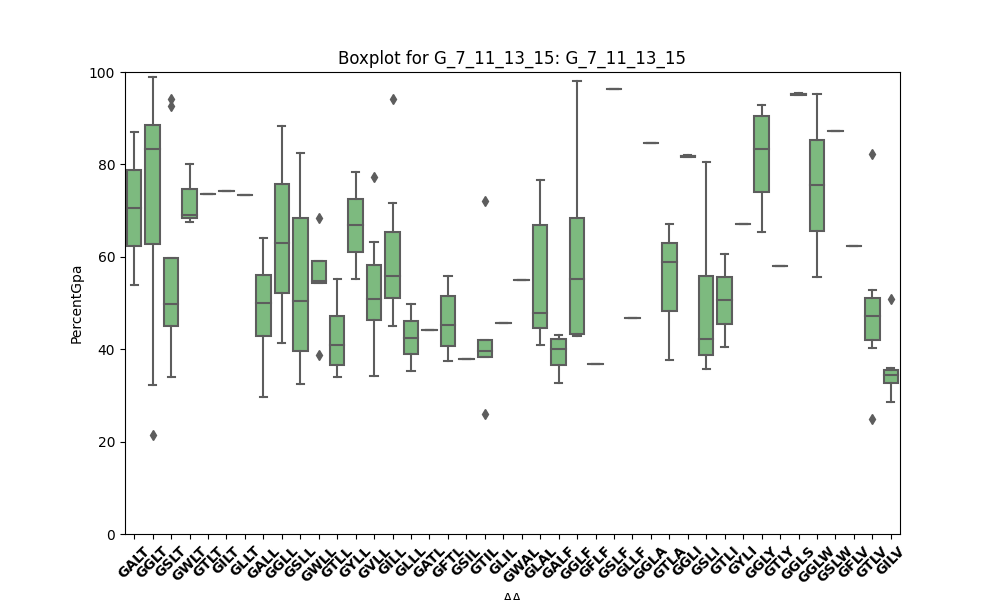 Boxplot for G_7_11_13_15: G_7_11_13_15
100
80
60
40
20
0
PercentGpa
GALT GGLT GSLT GWLT GTLT GILT GLLT GALL GGLL GSLL GWLL GTLL GYLL GVLL GILL GLLL GATL GFTL GSIL GTIL GLIL GWAL GLAL GALF GGLF GFLF GSLF GLLF GGLA GTLA GGLI GSLI GTLI GYLI GGLY GTLY GGLS GGLW GSLW GFLV GTLV GILV
AA